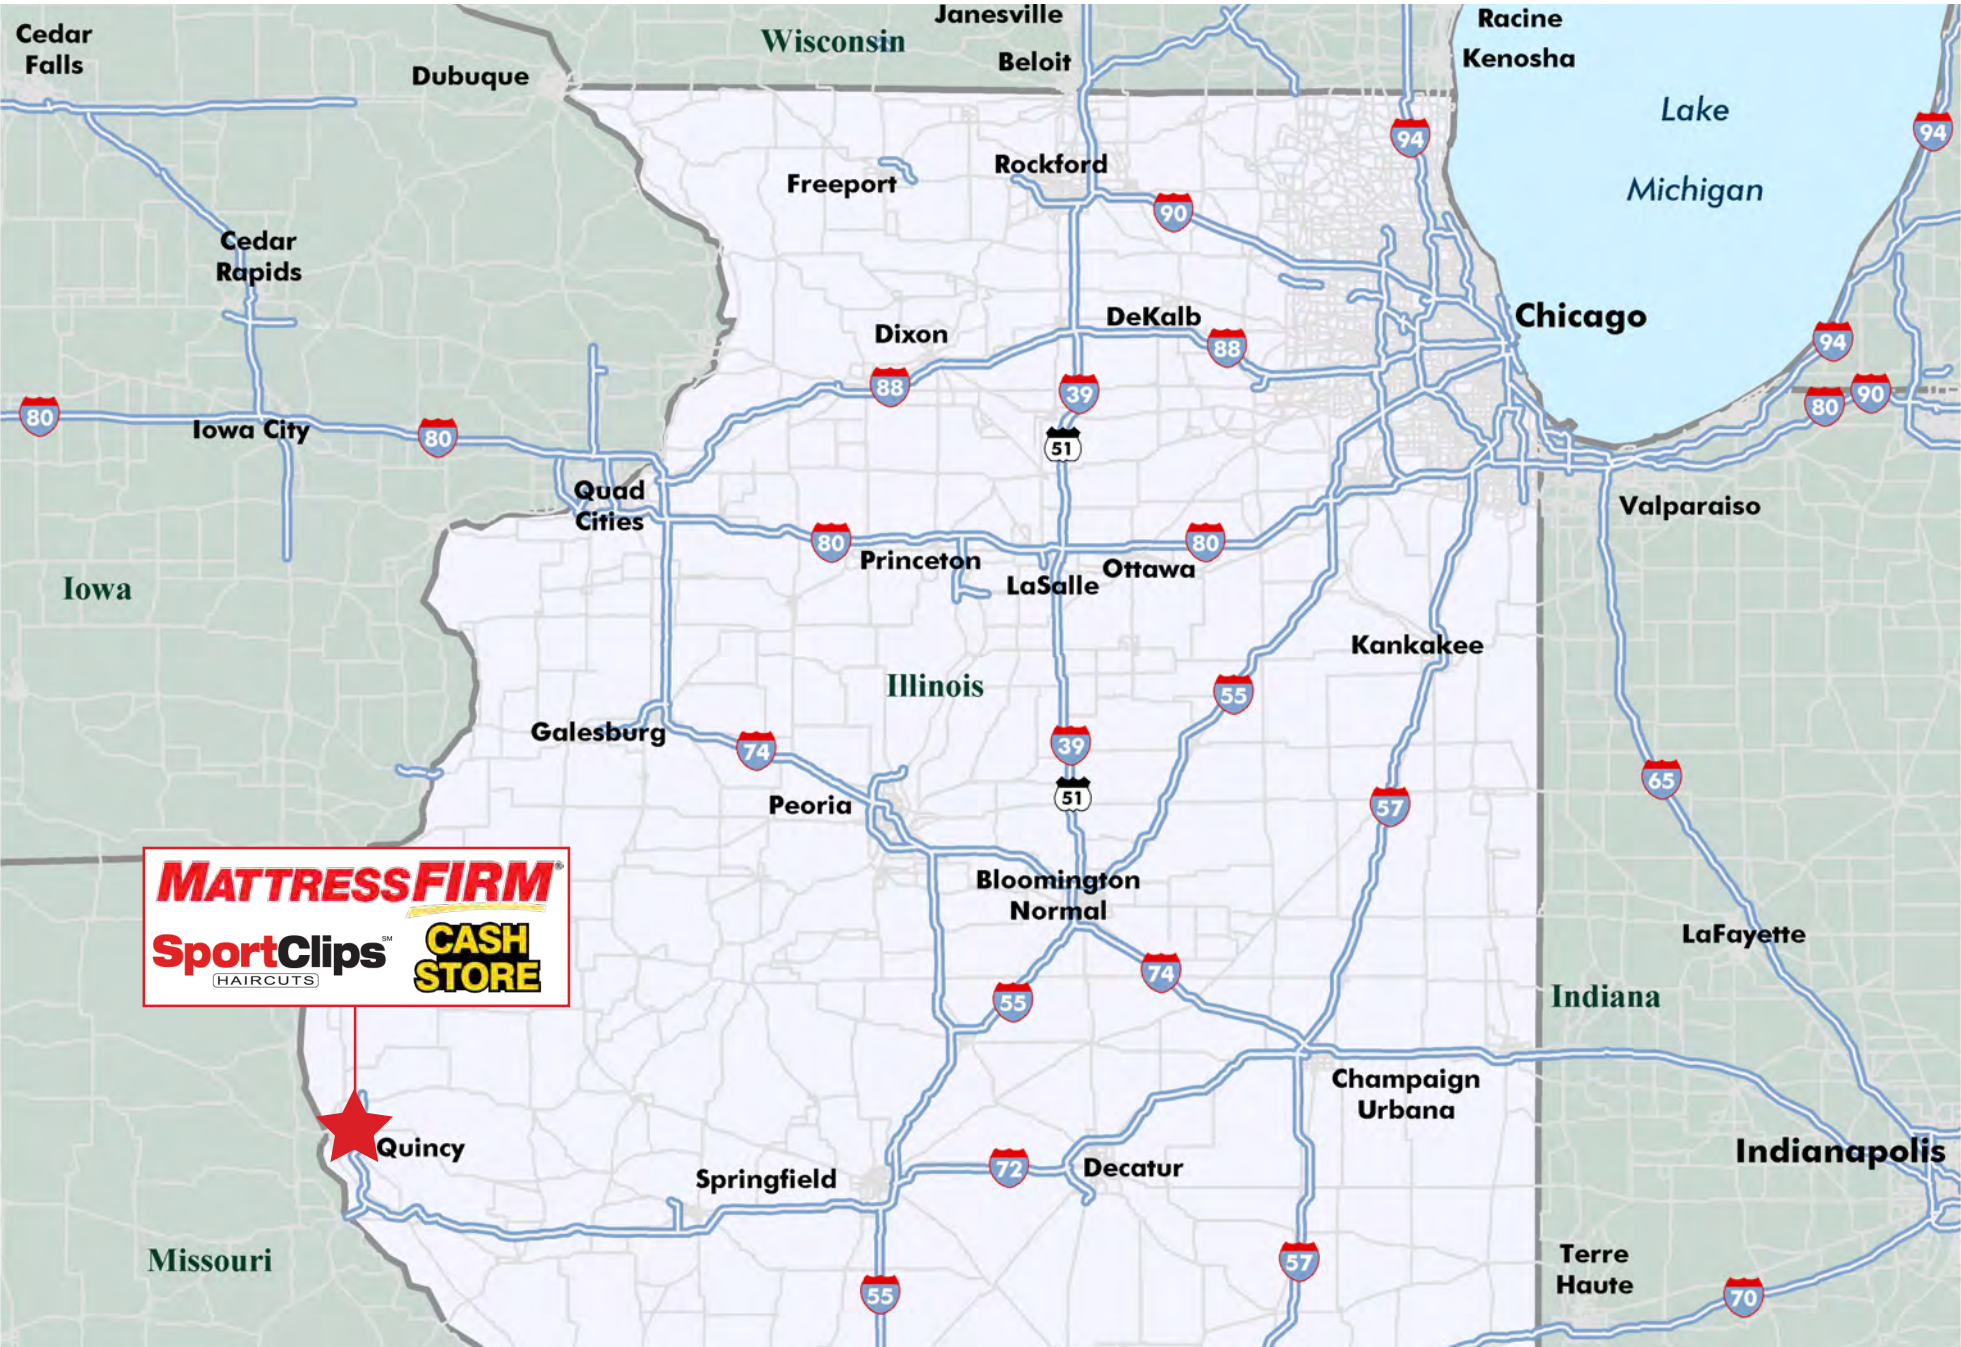 Janesville
Racine
Cedar
Falls
Wisconsin
Beloit
Kenosha
Dubuque
Lake
Michigan
94
94
Rockford
Freeport
90
Cedar
Rapids
DeKalb
Chicago
Dixon
88
94
88
39
80
90
80
Iowa City
80
51
Quad
Cities
Valparaiso
80
80
Princeton
Ottawa
LaSalle
Iowa
Kankakee
Illinois
55
Galesburg
74
39
65
51
Peoria
57
MATTRESSFIRM®
SportClips℠
HAIRCUTS
CASH
STORE
Bloomington
Normal
LaFayette
74
55
Indiana
Champaign
Urbana
Quincy
Indianapolis
Springfield
72
Decatur
Missouri
57
Terre
Haute
55
70